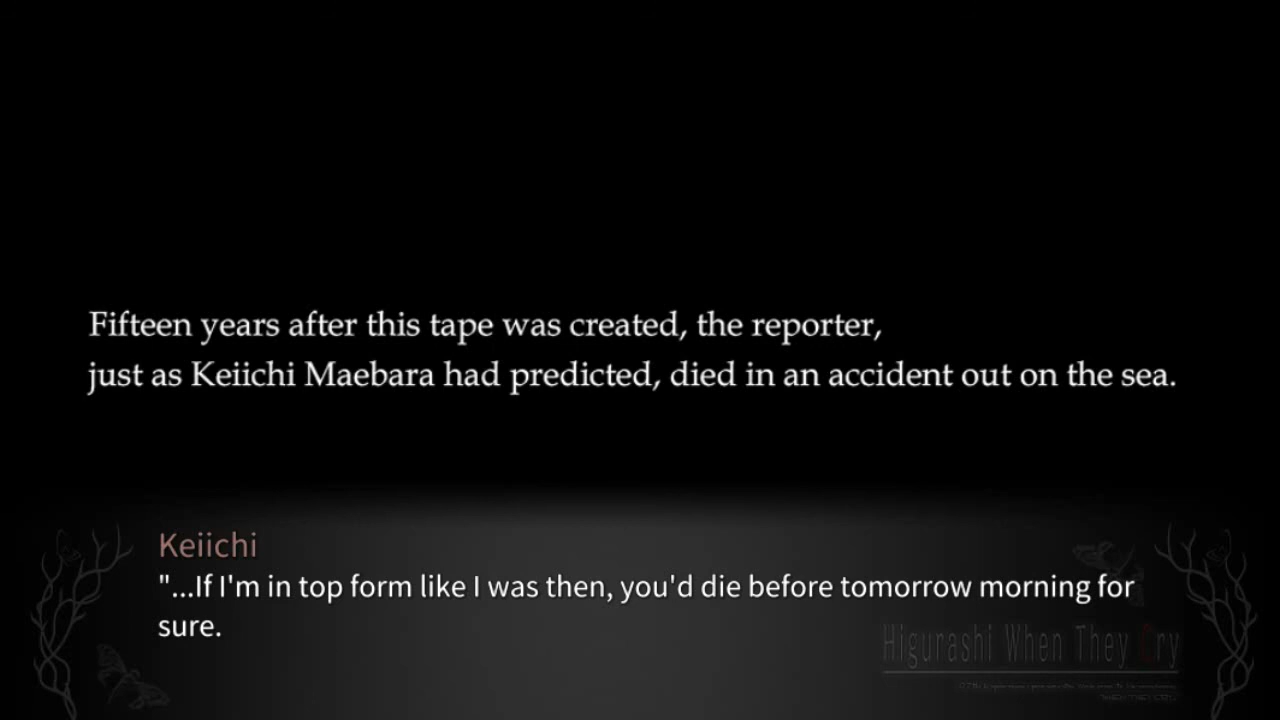 Fifteen years after this tape was created, the reporter,
just as Keiichi Maebara had predicted, died in an accident out on the sea.
Keiichi
"...If I'm in top form like I was then, you'd die before tomorrow morning for
sure.
Higurashi When They Cry